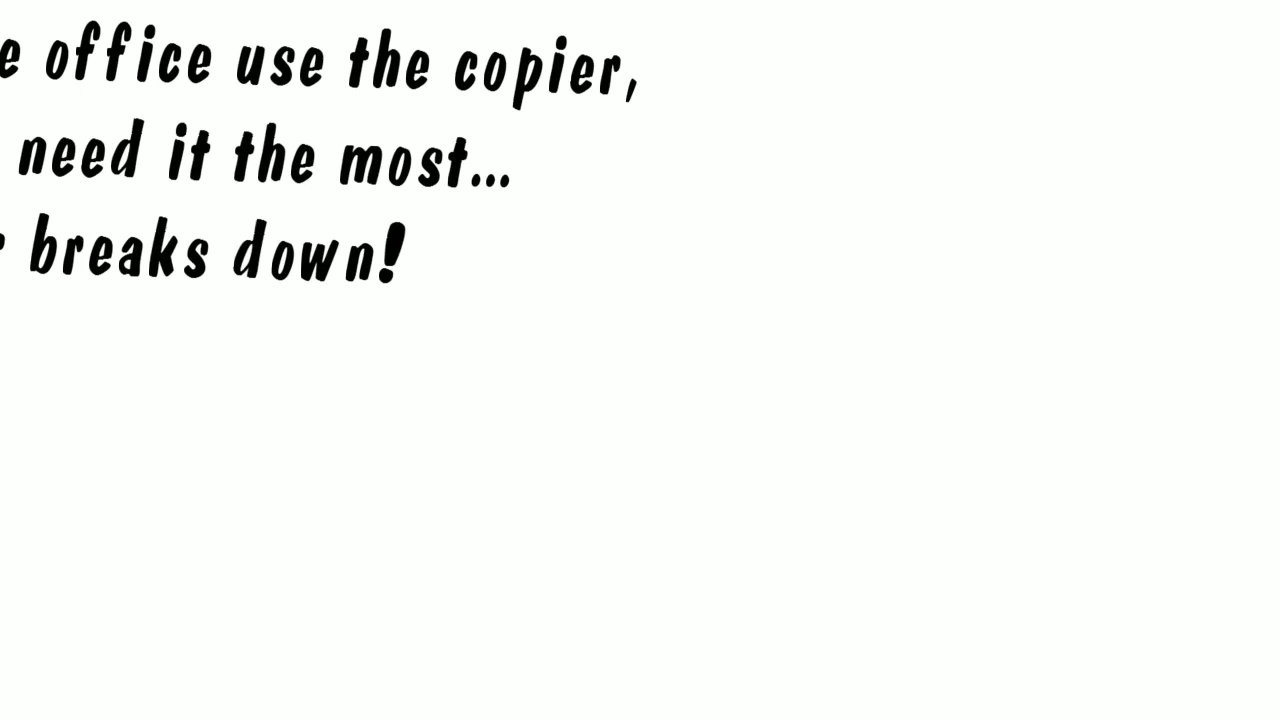 office use the copier,
need it the most...
breaks down!